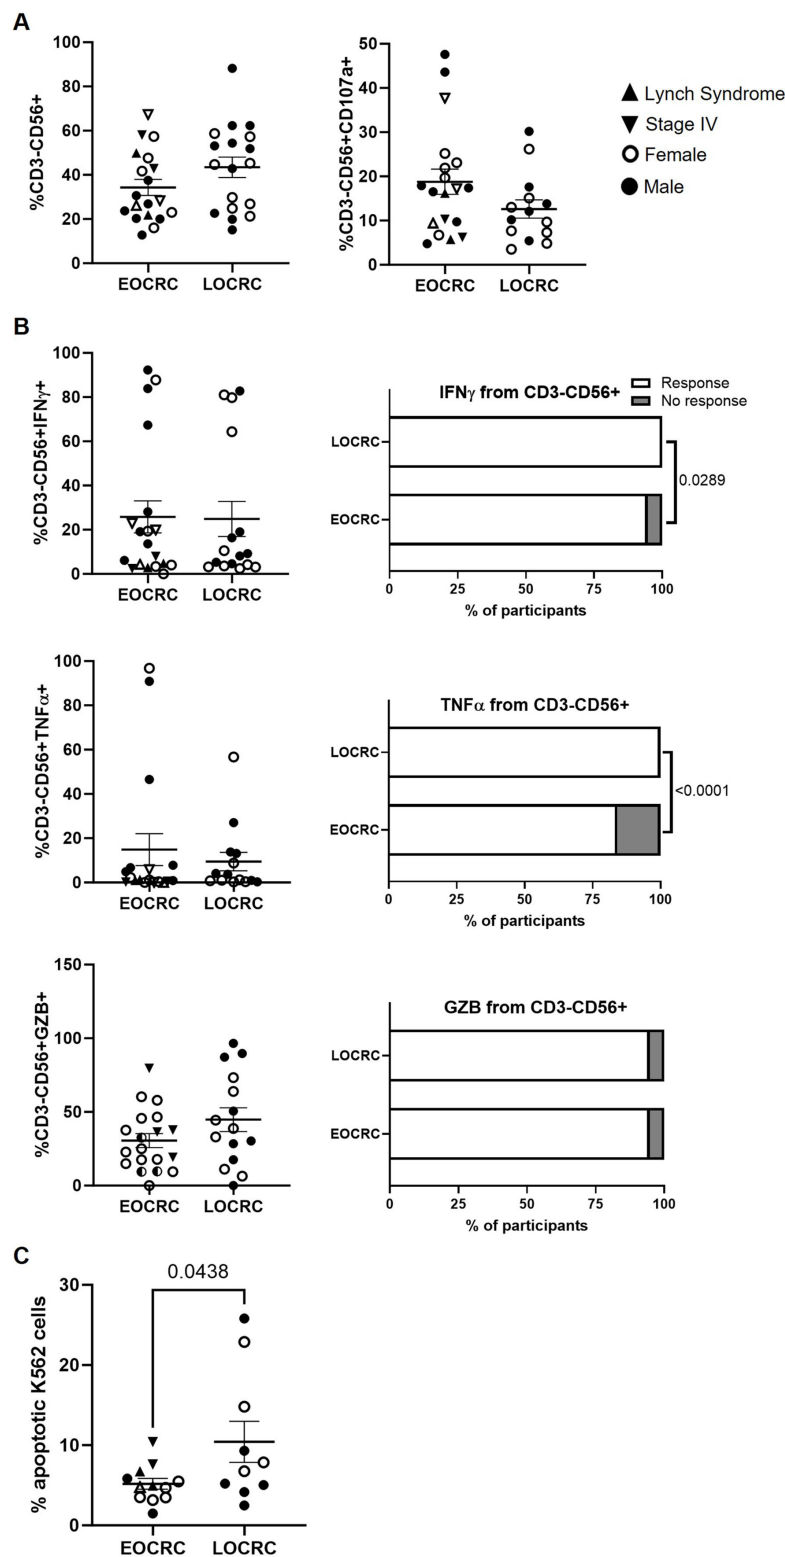 A
%CD3-CD56+
100
80
60
40
20
0
EOCRC LOCRC
%CD3-CD56+CD107a+
50
40
30
20
10
0
EOCRC LOCRC
Lynch Syndrome
Stage IV
Female
Male
B
%CD3-CD56+IFNγ+
100
80
60
40
20
0
EOCRC LOCRC
IFNγ from CD3-CD56+
Response
No response
LOCRC
EOCRC
0.0289
0 25 50 75 100
% of participants
%CD3-CD56+TNFα+
100
80
60
40
20
0
EOCRC LOCRC
TNFα from CD3-CD56+
LOCRC
EOCRC
<0.0001
0 25 50 75 100
% of participants
%CD3-CD56+GZB+
150
100
50
0
EOCRC LOCRC
GZB from CD3-CD56+
LOCRC
EOCRC
0 25 50 75 100
% of participants
C
% apoptotic K562 cells
30
20
10
0
0.0438
EOCRC LOCRC